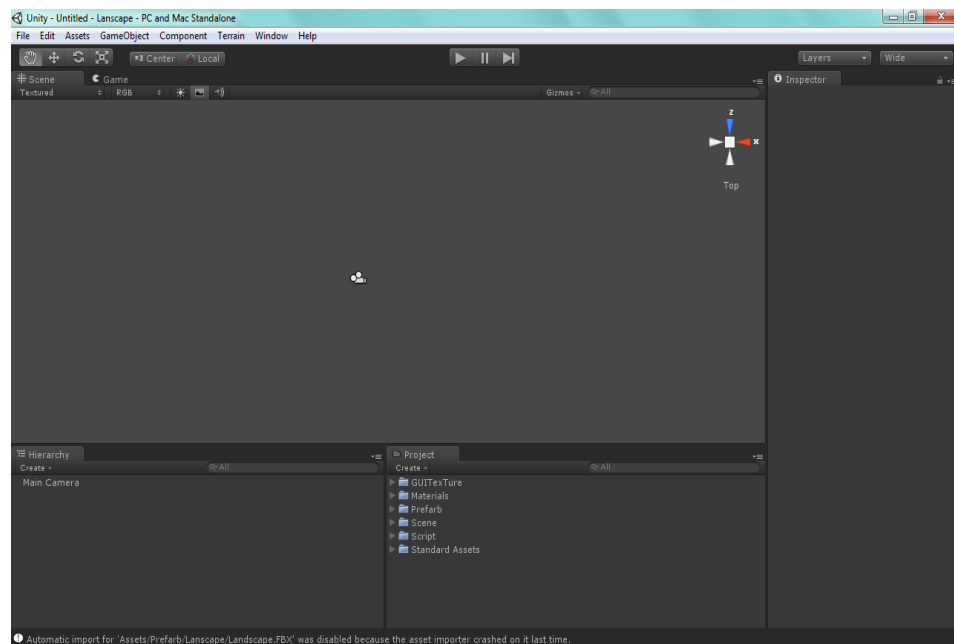 Unity - Untitled - Lanscape - PC and Mac Standalone
File Edit Assets GameObject Component Terrain Window Help
Center Local Layers Wide
Scene Game Inspector
Textured RGB Gizmos All
z
x
Top
Hierarchy Project
Create All Create All
Main Camera GUITexTure
Materials
Prefarb
Scene
Script
Standard Assets
Automatic import for 'Assets/Prefarb/Lanscape/Landscape.FBX' was disabled because the asset importer crashed on it last time.